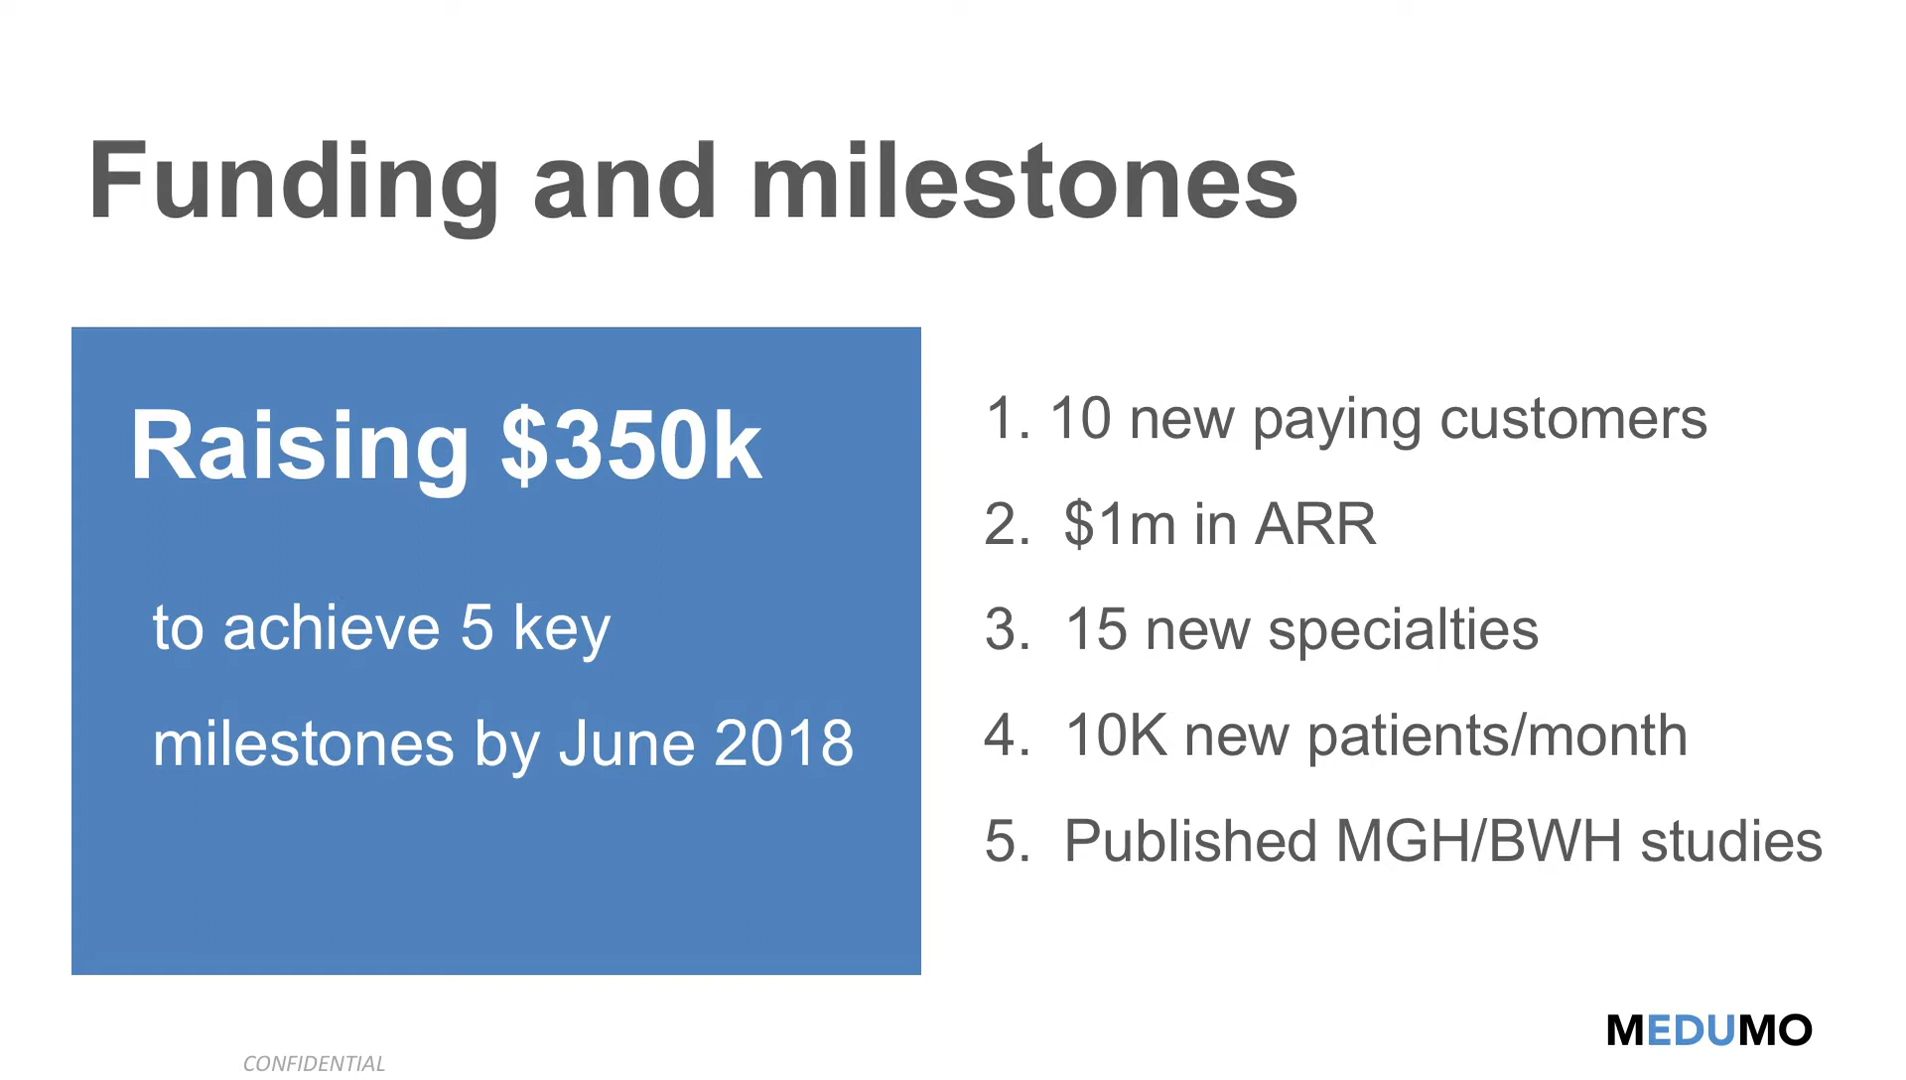 Funding and milestones
Raising $350k
to achieve 5 key
milestones by June 2018
1. 10 new paying customers
2. $1m in ARR
3. 15 new specialties
4. 10K new patients/month
5. Published MGH/BWH studies
MEDUMO
CONFIDENTIAL